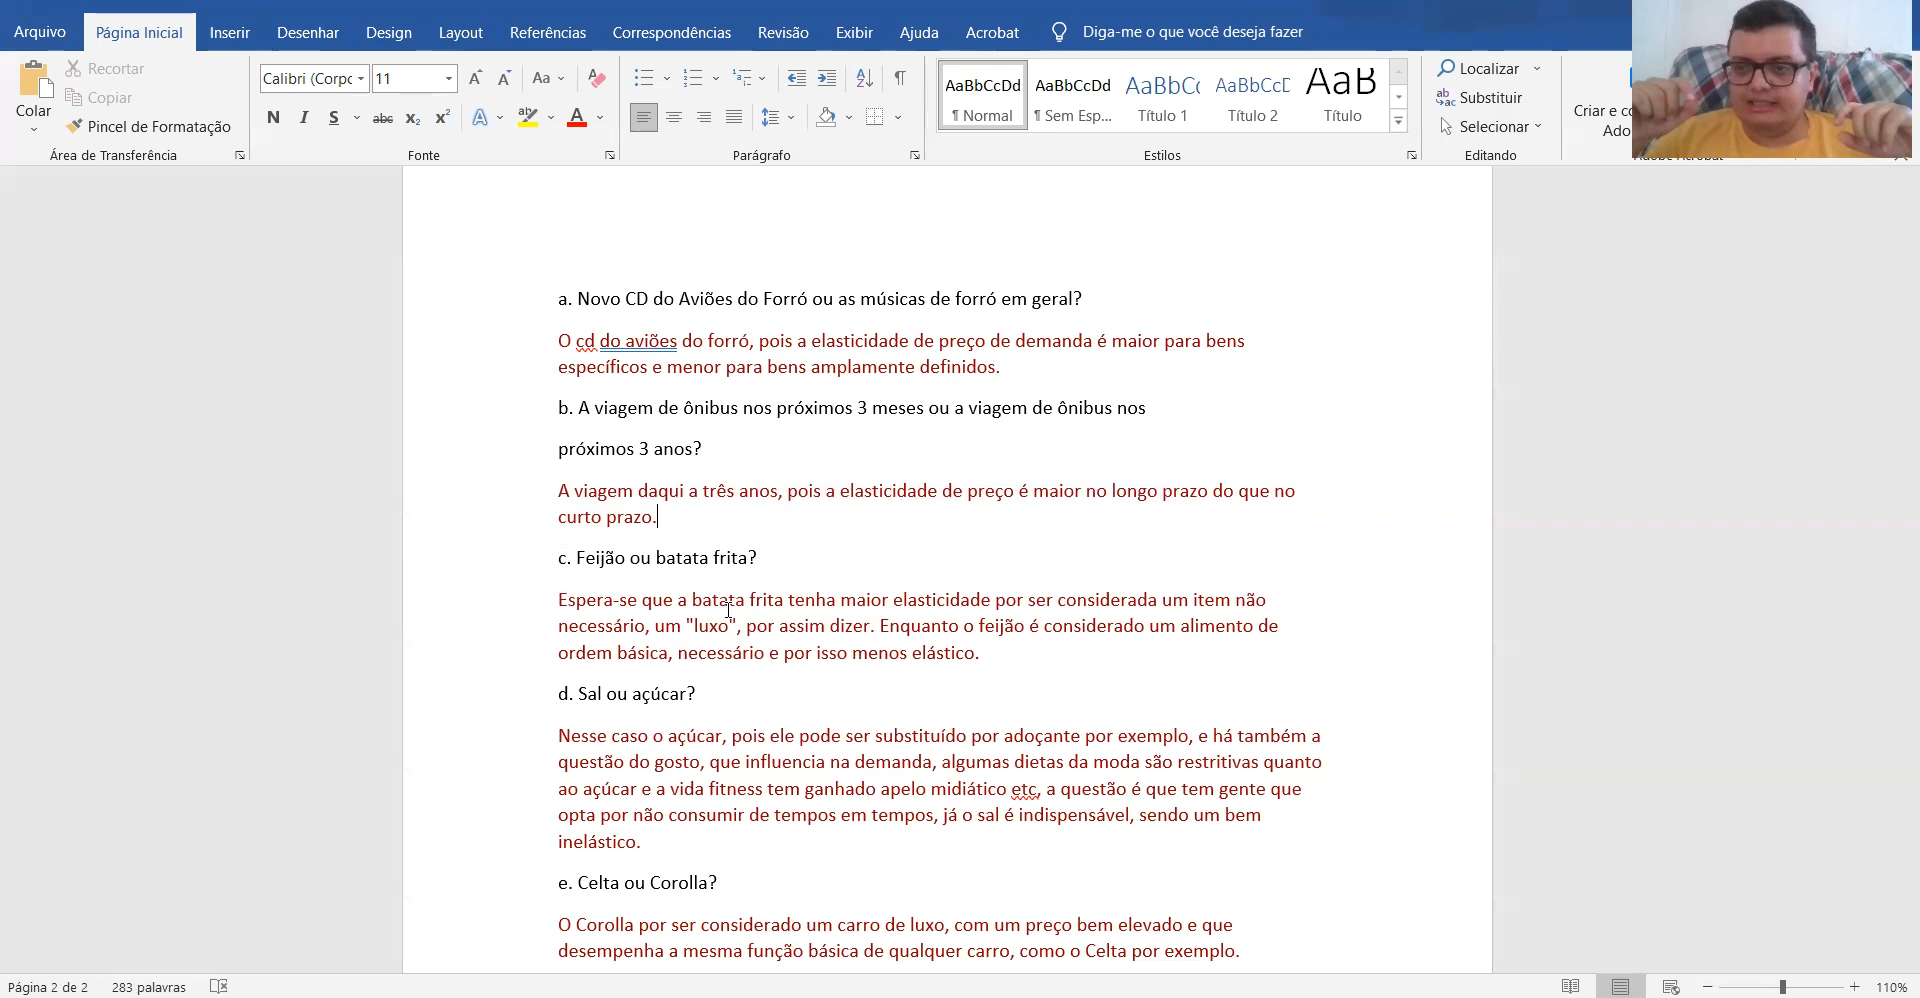 Arquivo Página Inicial Inserir Desenhar Design Layout Referências Correspondências Revisão Exibir Ajuda Acrobat Diga-me o que você deseja fazer
Colar
Recortar
Copiar
Pincel de Formatação
Área de Transferência
Calibri (Corpc 11
Aa
N I S abc x₂ x² A ab A
Fonte
Parágrafo
AaBbCcDd AaBbCcDd AaBbC AaBbCcD AaB
¶ Normal ¶ Sem Esp... Título 1 Título 2 Título
Estilos
Localizar
Substituir
Selecionar
Editando
Criar e
Ado
a. Novo CD do Aviões do Forró ou as músicas de forró em geral?
O cd do aviões do forró, pois a elasticidade de preço de demanda é maior para bens
específicos e menor para bens amplamente definidos.
b. A viagem de ônibus nos próximos 3 meses ou a viagem de ônibus nos
próximos 3 anos?
A viagem daqui a três anos, pois a elasticidade de preço é maior no longo prazo do que no
curto prazo.
c. Feijão ou batata frita?
Espera-se que a batata frita tenha maior elasticidade por ser considerada um item não
necessário, um "luxo", por assim dizer. Enquanto o feijão é considerado um alimento de
ordem básica, necessário e por isso menos elástico.
d. Sal ou açúcar?
Nesse caso o açúcar, pois ele pode ser substituído por adoçante por exemplo, e há também a
questão do gosto, que influencia na demanda, algumas dietas da moda são restritivas quanto
ao açúcar e a vida fitness tem ganhado apelo midiático etc, a questão é que tem gente que
opta por não consumir de tempos em tempos, já o sal é indispensável, sendo um bem
inelástico.
e. Celta ou Corolla?
O Corolla por ser considerado um carro de luxo, com um preço bem elevado e que
desempenha a mesma função básica de qualquer carro, como o Celta por exemplo.
Página 2 de 2 283 palavras 110%